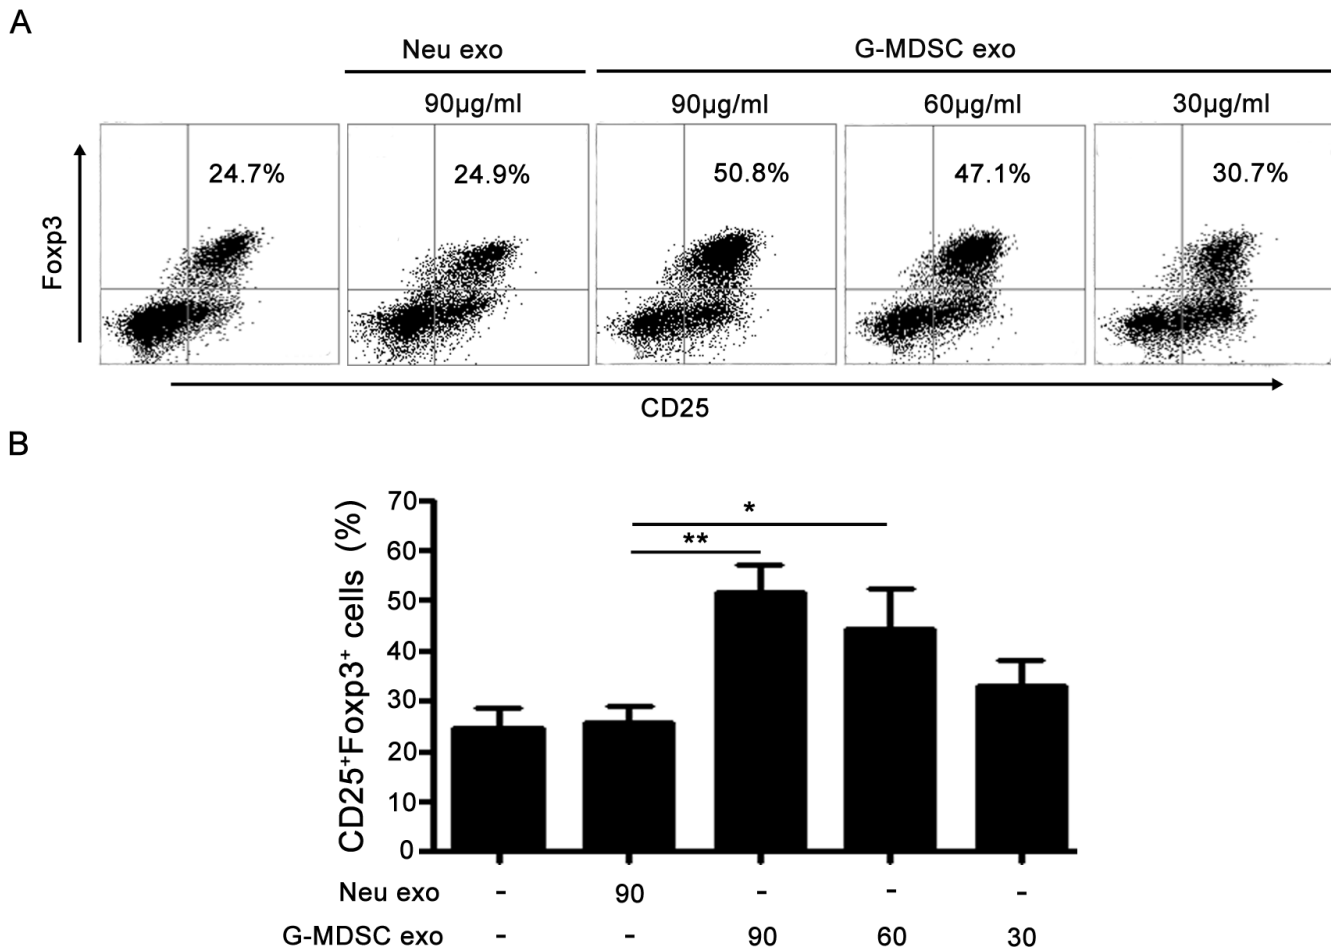 A
Neu exo G-MDSC exo
90μg/ml 90μg/ml 60μg/ml 30μg/ml
24.7% 24.9% 50.8% 47.1% 30.7%
Foxp3
CD25
B
CD25⁺Foxp3⁺ cells (%)
70
60
50
40
30
20
10
0
*
**
Neu exo - 90 - - -
G-MDSC exo - - 90 60 30